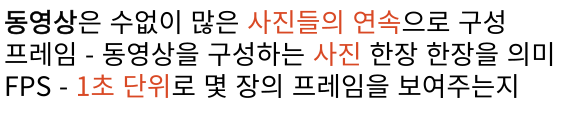 동영상은 수없이 많은 사진들의 연속으로 구성
프레임 - 동영상을 구성하는 사진 한장 한장을 의미
FPS - 1초 단위로 몇 장의 프레임을 보여주는지